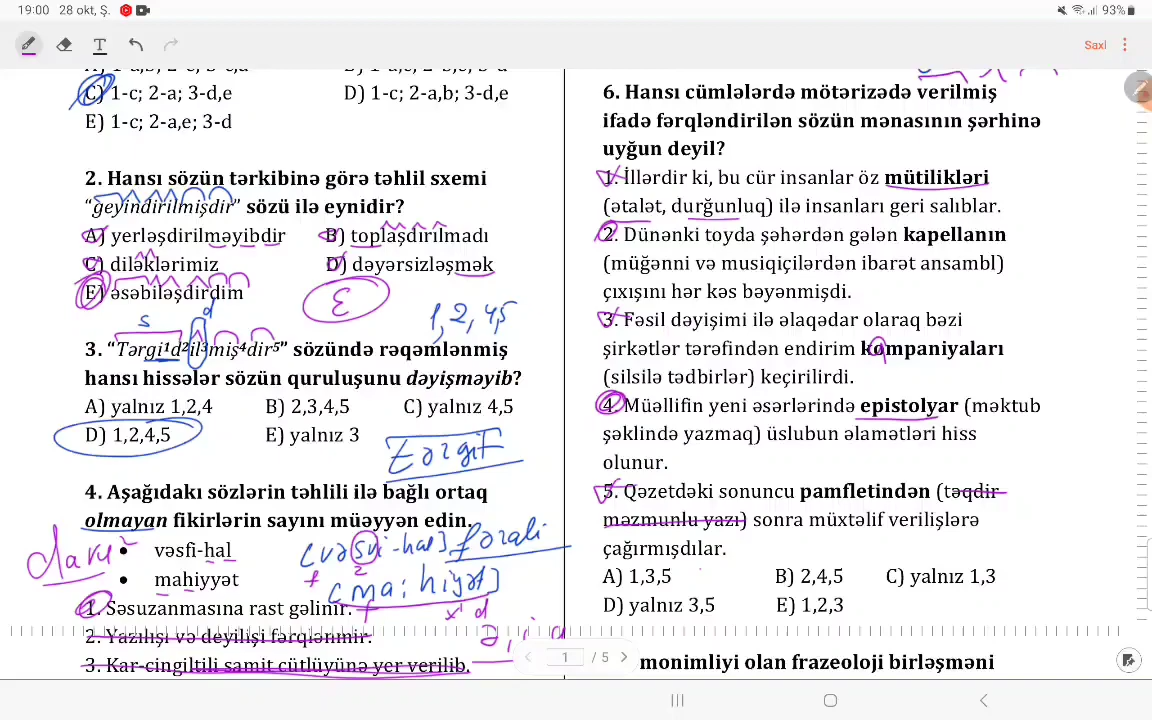 19:00 28 okt, Ş.
93%
T
Saxl
C) 1-c; 2-a; 3-d,e D) 1-c; 2-a,b; 3-d,e
E) 1-c; 2-a,e; 3-d
2. Hansı sözün tərkibinə görə təhlil sxemi
“geyindirilmişdir” sözü ilə eynidir?
A) yerləşdirilməyibdir B) toplaşdırılmadı
C) diləklərimiz D) dəyərsizləşmək
E) əsəbiləşdirdim
E
1,2,4,5
s d
3. “Tərgi¹d²il³miş⁴dir⁵” sözündə rəqəmlənmiş
hansı hissələr sözün quruluşunu dəyişməyib?
A) yalnız 1,2,4 B) 2,3,4,5 C) yalnız 4,5
D) 1,2,4,5 E) yalnız 3
4. Aşağıdakı sözlərin təhlili ilə bağlı ortaq
olmayan fikirlərin sayını müəyyən edin.
• vəsfi-hal
• mahiyyət
1. Səsuzanmasına rast gəlinir.
2. Yazılışı və deyilişi fərqlənmir.
3. Kar-cingiltili samit cütlüyünə yer verilib.
6. Hansı cümlələrdə mötərizədə verilmiş
ifadə fərqləndirilən sözün mənasının şərhinə
uyğun deyil?
1. İllərdir ki, bu cür insanlar öz mütilikləri
(ətalət, durğunluq) ilə insanları geri salıblar.
2. Dünənki toyda şəhərdən gələn kapellanın
(müğənni və musiqiçilərdən ibarət ansambl)
çıxışını hər kəs bəyənmişdi.
3. Fəsil dəyişimi ilə əlaqədar olaraq bəzi
şirkətlər tərəfindən endirim kampaniyaları
(silsilə tədbirlər) keçirilirdi.
4. Müəllifin yeni əsərlərində epistolyar (məktub
şəklində yazmaq) üslubun əlamətləri hiss
olunur.
5. Qəzetdəki sonuncu pamfletindən (təqdir
məzmunlu yazı) sonra müxtəlif verilişlərə
çağırmışdılar.
A) 1,3,5 B) 2,4,5 C) yalnız 1,3
D) yalnız 3,5 E) 1,2,3
monimliyi olan frazeoloji birləşməni
1 / 5